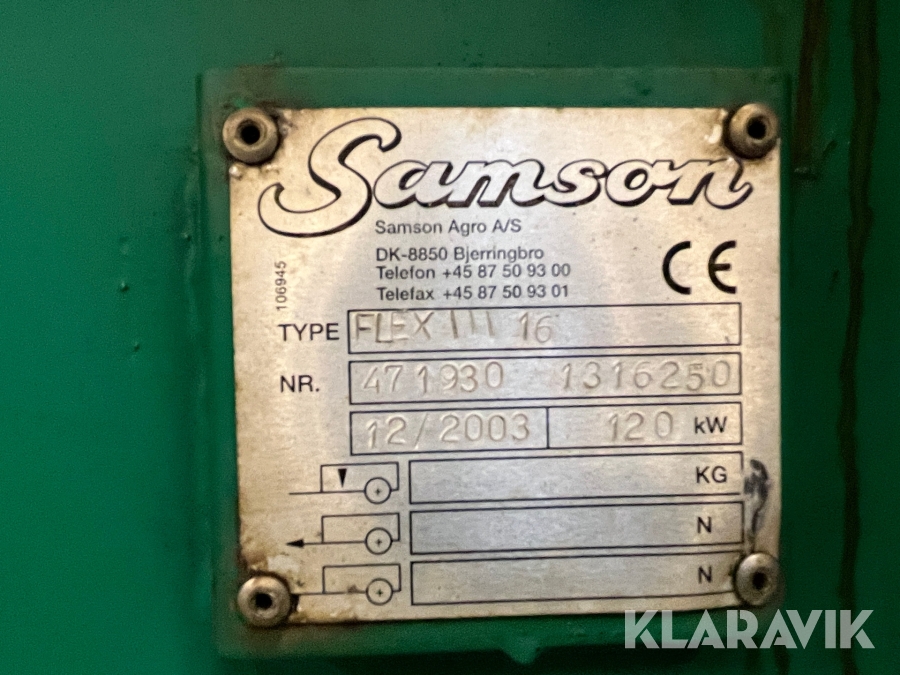 Samson
Samson Agro A/S
DK-8850 Bjerringbro
Telefon +45 87 50 93 00
Telefax +45 87 50 93 01
CE
106945
TYPE FLEX III 16
NR. 471930 1316250
12/2003 120 kW
KG
N
N
KLARAVIK